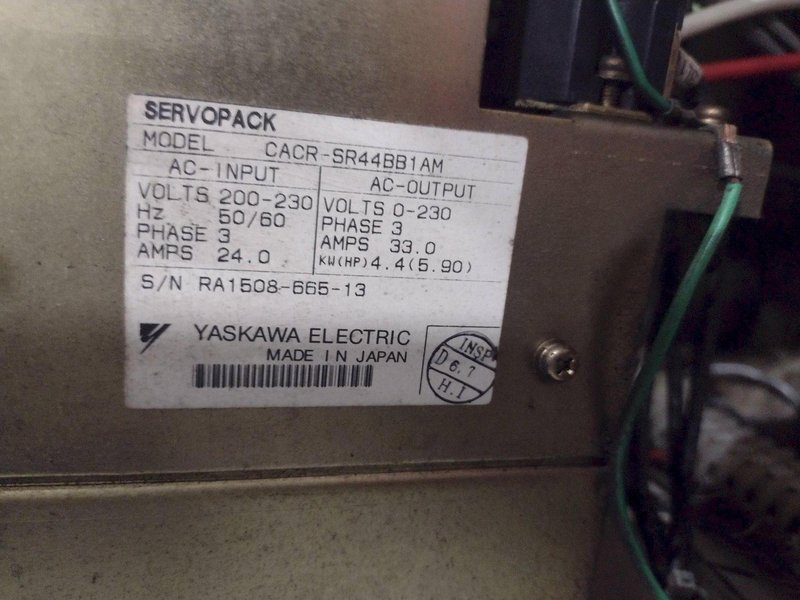 SERVOPACK
MODEL CACR-SR44BB1AM
AC-INPUT
VOLTS 200-230
Hz 50/60
PHASE 3
AMPS 24.0
AC-OUTPUT
VOLTS 0-230
PHASE 3
AMPS 33.0
KW(HP) 4.4(5.90)
S/N RA1508-665-13
YASKAWA ELECTRIC
MADE IN JAPAN
INSP
D 6.7
H.I